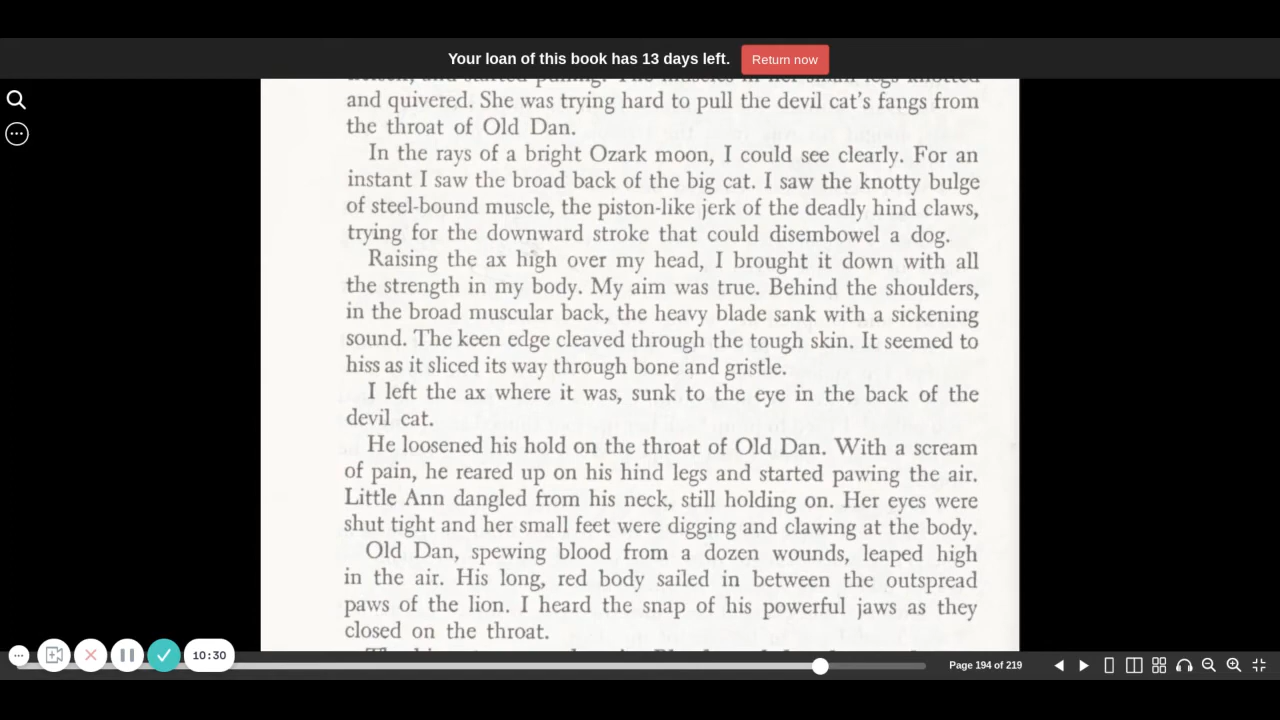 Your loan of this book has 13 days left. Return now
and quivered. She was trying hard to pull the devil cat's fangs from
the throat of Old Dan.
In the rays of a bright Ozark moon, I could see clearly. For an
instant I saw the broad back of the big cat. I saw the knotty bulge
of steel-bound muscle, the piston-like jerk of the deadly hind claws,
trying for the downward stroke that could disembowel a dog.
Raising the ax high over my head, I brought it down with all
the strength in my body. My aim was true. Behind the shoulders,
in the broad muscular back, the heavy blade sank with a sickening
sound. The keen edge cleaved through the tough skin. It seemed to
hiss as it sliced its way through bone and gristle.
I left the ax where it was, sunk to the eye in the back of the
devil cat.
He loosened his hold on the throat of Old Dan. With a scream
of pain, he reared up on his hind legs and started pawing the air.
Little Ann dangled from his neck, still holding on. Her eyes were
shut tight and her small feet were digging and clawing at the body.
Old Dan, spewing blood from a dozen wounds, leaped high
in the air. His long, red body sailed in between the outspread
paws of the lion. I heard the snap of his powerful jaws as they
closed on the throat.
10:30
Page 194 of 219